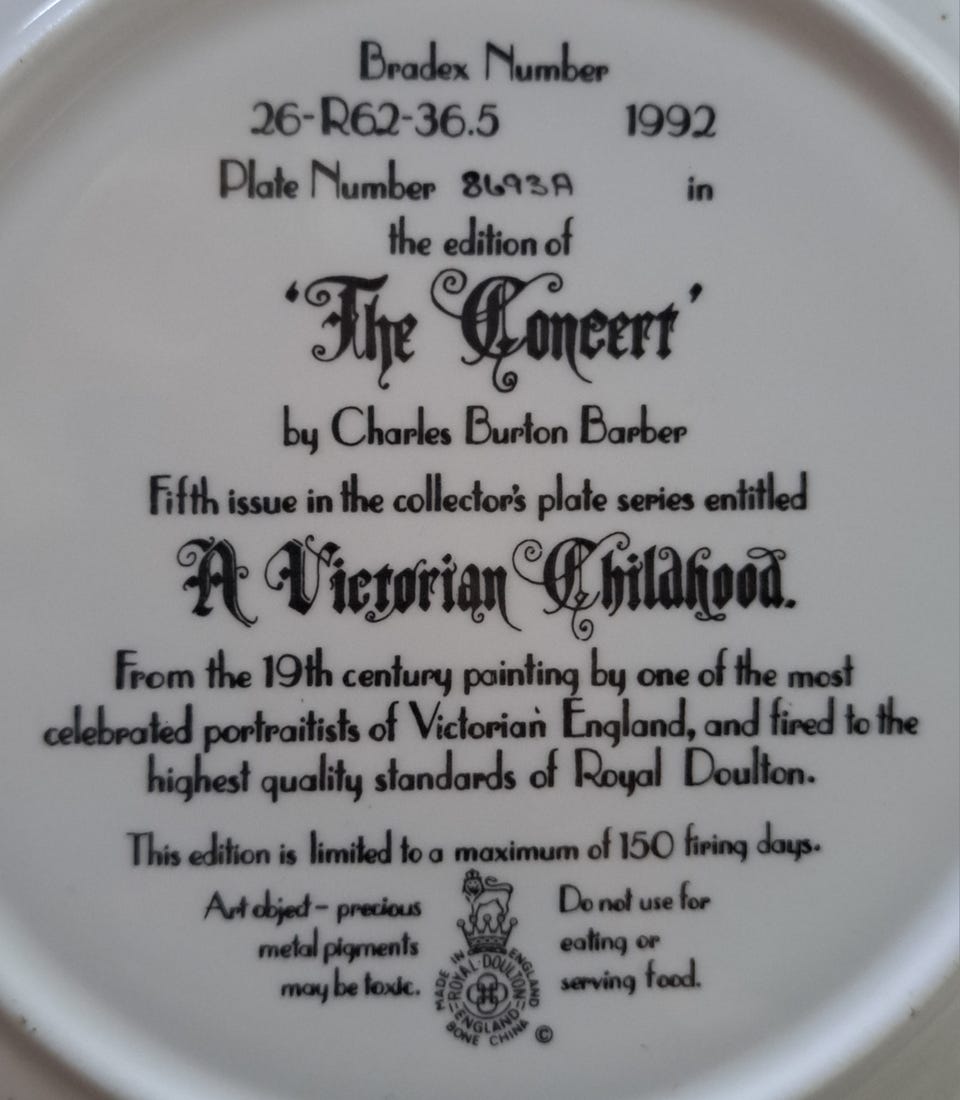 Bradex Number
26-R62-36.5 1992
Plate Number 8693A in
the edition of
'The Concert'
by Charles Burton Barber
Fifth issue in the collector's plate series entitled
A Victorian Childhood.
From the 19th century painting by one of the most
celebrated portraitists of Victorian England, and fired to the
highest quality standards of Royal Doulton.
This edition is limited to a maximum of 150 firing days.
Art object - precious
metal pigments
may be toxic.
MADE IN ENGLAND
ROYAL·DOULTON
ENGLAND
BONE CHINA
©
Do not use for
eating or
serving food.